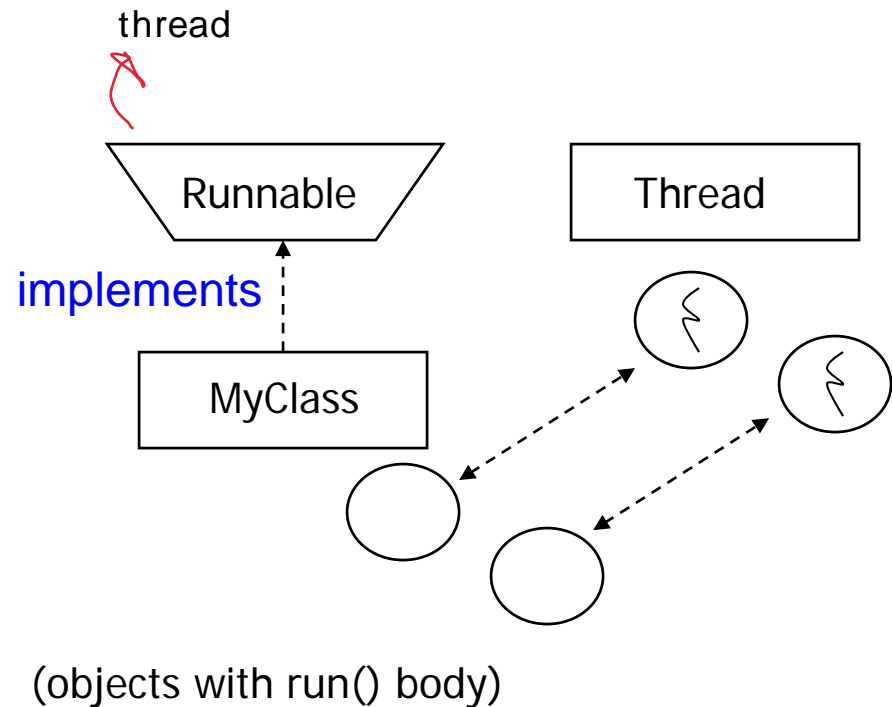 thread
Runnable
Thread
implements
MyClass
(objects with run() body)